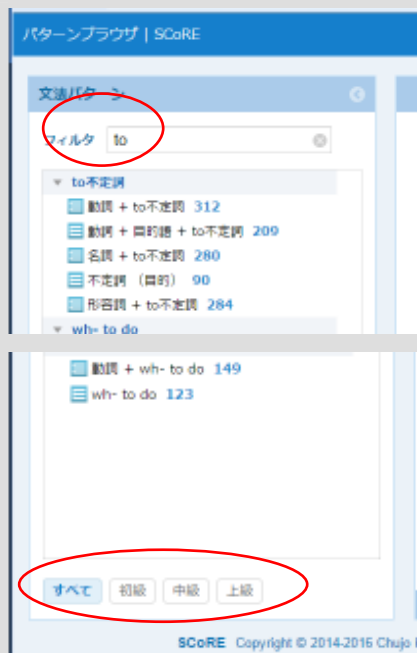 パターンブラウザ | SCoRE
文法パターン
フィルタ to
to不定詞
動詞 + to不定詞 312
動詞 + 目的語 + to不定詞 209
名詞 + to不定詞 280
不定詞 （目的） 90
形容詞 + to不定詞 284
wh- to do
動詞 + wh- to do 149
wh- to do 123
すべて 初級 中級 上級
SCoRE Copyright © 2014-2016 Chujo